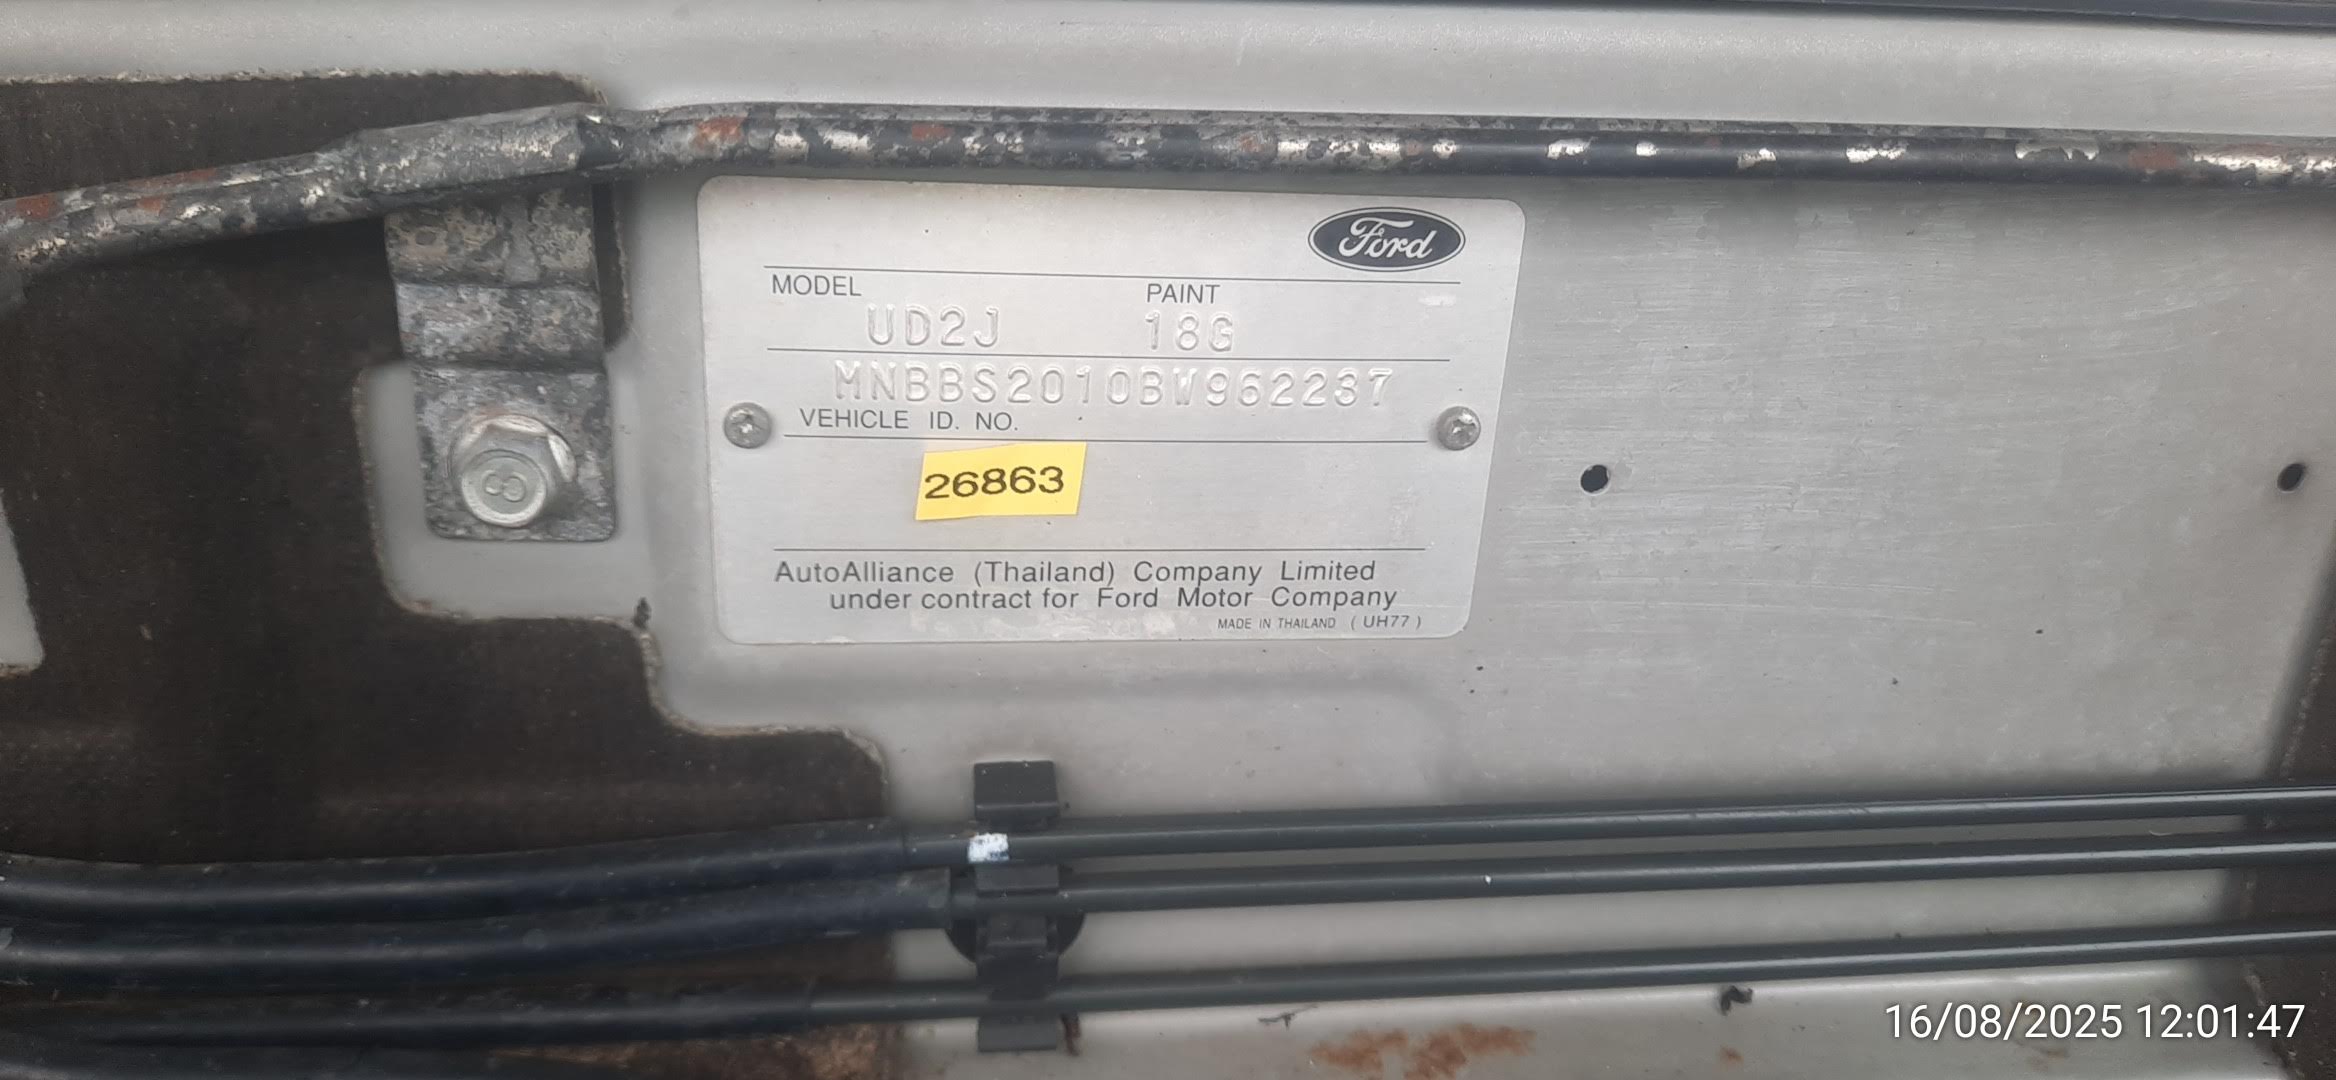 Ford
MODEL PAINT
UD2J 18G
MNBBS2010BW962237
VEHICLE ID. NO.
26863
AutoAlliance (Thailand) Company Limited
under contract for Ford Motor Company
MADE IN THAILAND ( UH77 )
8
16/08/2025 12:01:47